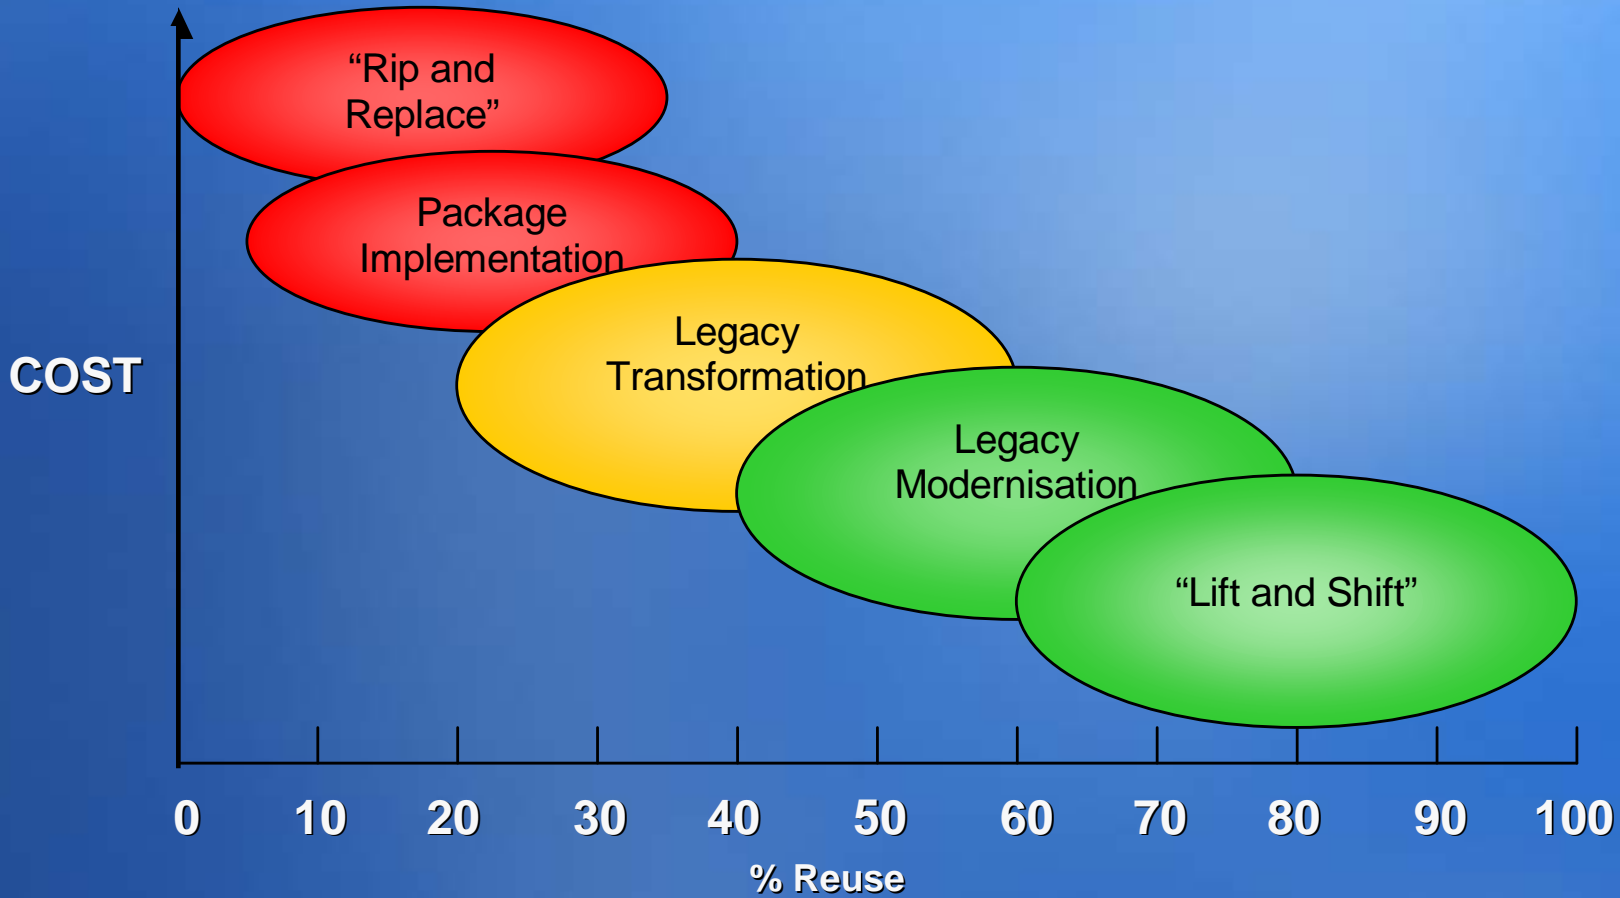 “Rip and
Replace”
Package
Implementation
Legacy
Transformation
COST
Legacy
Modernisation
“Lift and Shift”
0 10 20 30 40 50 60 70 80 90 100
% Reuse